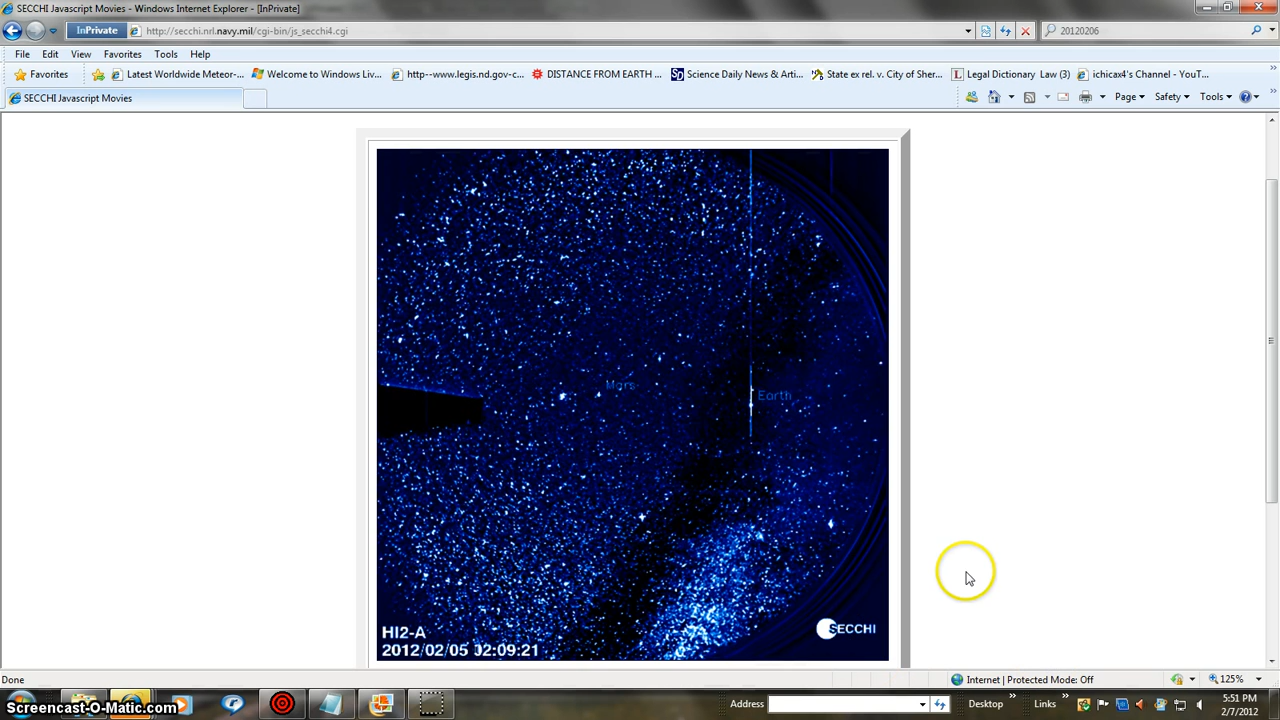 SECCHI Javascript Movies - Windows Internet Explorer - [InPrivate]
InPrivate http://secchi.nrl.navy.mil/cgi-bin/js_secchi4.cgi 20120206
File Edit View Favorites Tools Help
Favorites Latest Worldwide Meteor-... Welcome to Windows Liv... http--www.legis.nd.gov-c... DISTANCE FROM EARTH ... Science Daily News & Arti... State ex rel. v. City of Sher... Legal Dictionary Law (3) ichicax4's Channel - YouT...
SECCHI Javascript Movies Page Safety Tools
Mars
Earth
HI2-A
2012/02/05 02:09:21
SECCHI
Done Internet | Protected Mode: Off 125%
Screencast-O-Matic.com Address Desktop Links 5:51 PM
2/7/2012